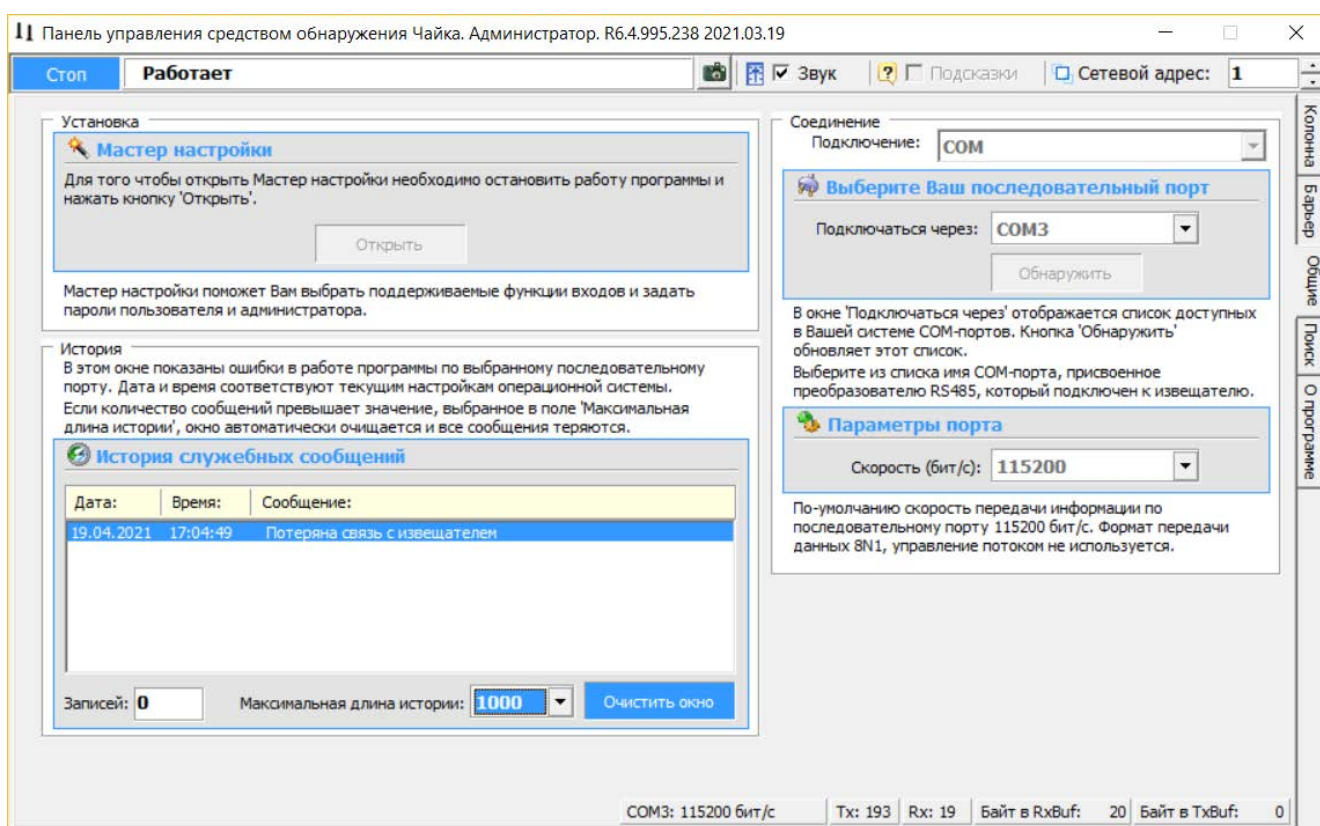 Панель управления средством обнаружения Чайка. Администратор. R6.4.995.238 2021.03.19
Стоп Работает Звук Подсказки Сетевой адрес: 1
Установка
Мастер настройки
Для того чтобы открыть Мастер настройки необходимо остановить работу программы и
нажать кнопку 'Открыть'.
Открыть
Мастер настройки поможет Вам выбрать поддерживаемые функции входов и задать
пароли пользователя и администратора.
История
В этом окне показаны ошибки в работе программы по выбранному последовательному
порту. Дата и время соответствуют текущим настройкам операционной системы.
Если количество сообщений превышает значение, выбранное в поле 'Максимальная
длина истории', окно автоматически очищается и все сообщения теряются.
История служебных сообщений
Дата: Время: Сообщение:
19.04.2021 17:04:49 Потеряна связь с извещателем
Записей: 0 Максимальная длина истории: 1000 Очистить окно
Соединение
Подключение: COM
Выберите Ваш последовательный порт
Подключаться через: COM3
Обнаружить
В окне 'Подключаться через' отображается список доступных
в Вашей системе COM-портов. Кнопка 'Обнаружить'
обновляет этот список.
Выберите из списка имя COM-порта, присвоенное
преобразователю RS485, который подключен к извещателю.
Параметры порта
Скорость (бит/с): 115200
По-умолчанию скорость передачи информации по
последовательному порту 115200 бит/с. Формат передачи
данных 8N1, управление потоком не используется.
Колонна
Барьер
Общие
Поиск
О программе
COM3: 115200 бит/с Tx: 193 Rx: 19 Байт в RxBuf: 20 Байт в TxBuf: 0